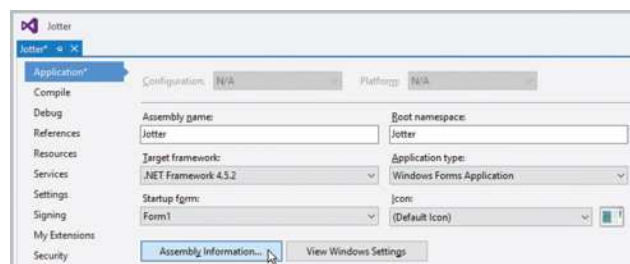 Jotter
Jotter*
Application*
Compile
Debug
References
Resources
Services
Settings
Signing
My Extensions
Security
Configuration: N/A
Platform: N/A
Assembly name:
Root namespace:
Jotter
Jotter
Target framework:
Application type:
.NET Framework 4.5.2
Windows Forms Application
Startup form:
Icon:
Form1
(Default Icon)
Assembly Information...
View Windows Settings